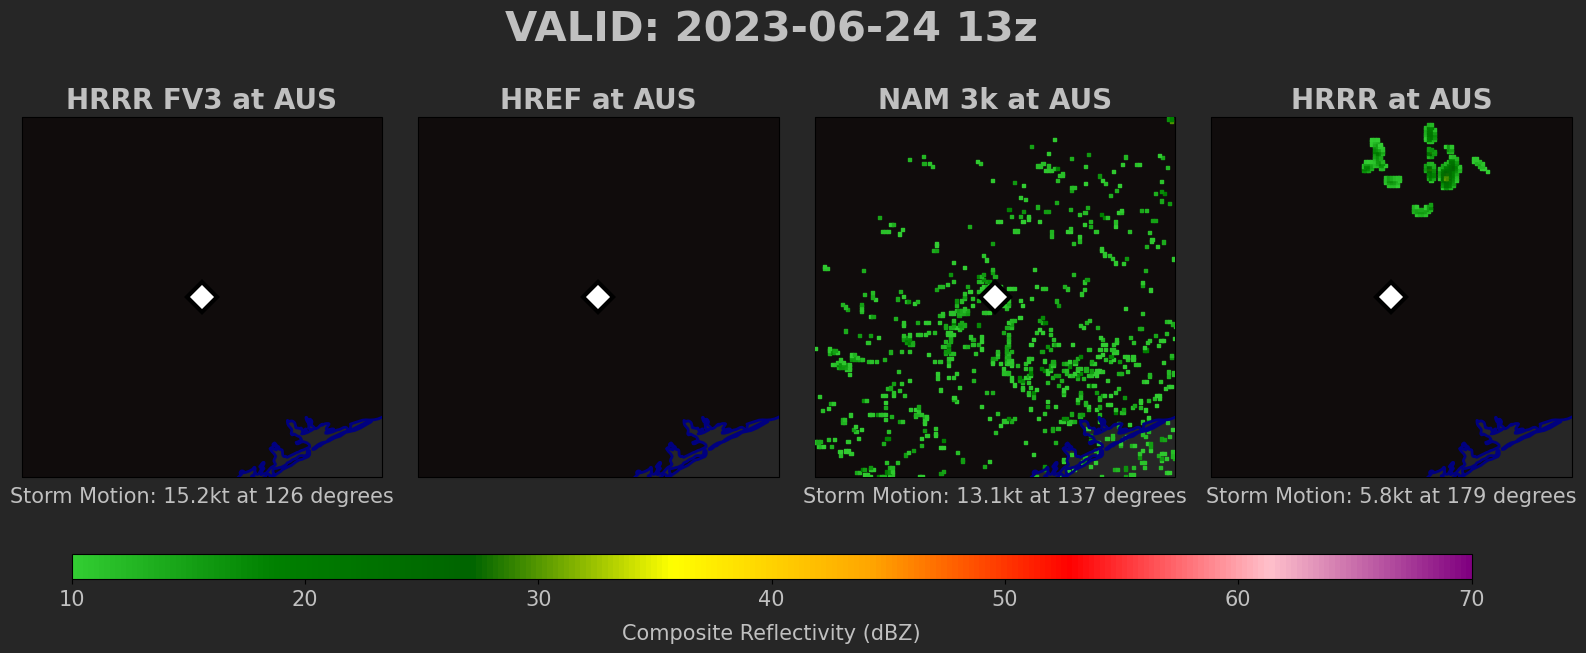 VALID: 2023-06-24 13z
HRRR FV3 at AUS
HREF at AUS
NAM 3k at AUS
HRRR at AUS
Storm Motion: 15.2kt at 126 degrees
Storm Motion: 13.1kt at 137 degrees
Storm Motion: 5.8kt at 179 degrees
10 20 30 40 50 60 70
Composite Reflectivity (dBZ)